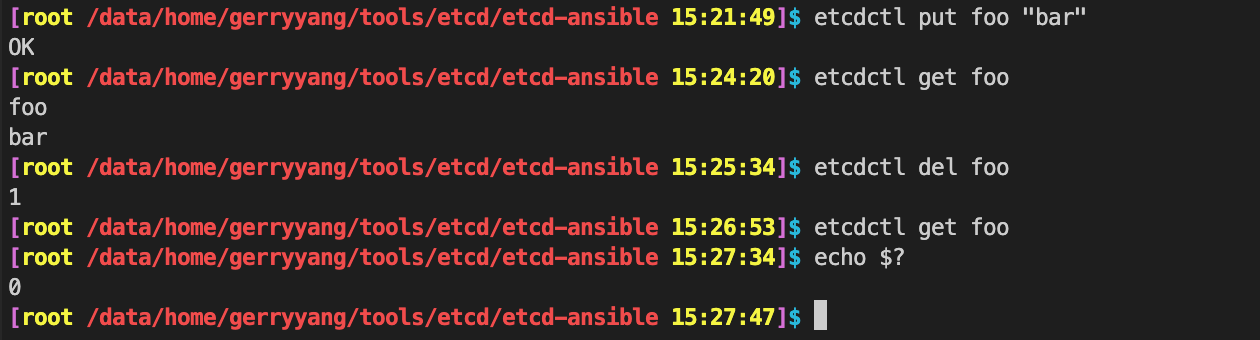 [root /data/home/gerryyang/tools/etcd/etcd-ansible 15:21:49]$ etcdctl put foo "bar"
OK
[root /data/home/gerryyang/tools/etcd/etcd-ansible 15:24:20]$ etcdctl get foo
foo
bar
[root /data/home/gerryyang/tools/etcd/etcd-ansible 15:25:34]$ etcdctl del foo
1
[root /data/home/gerryyang/tools/etcd/etcd-ansible 15:26:53]$ etcdctl get foo
[root /data/home/gerryyang/tools/etcd/etcd-ansible 15:27:34]$ echo $?
0
[root /data/home/gerryyang/tools/etcd/etcd-ansible 15:27:47]$